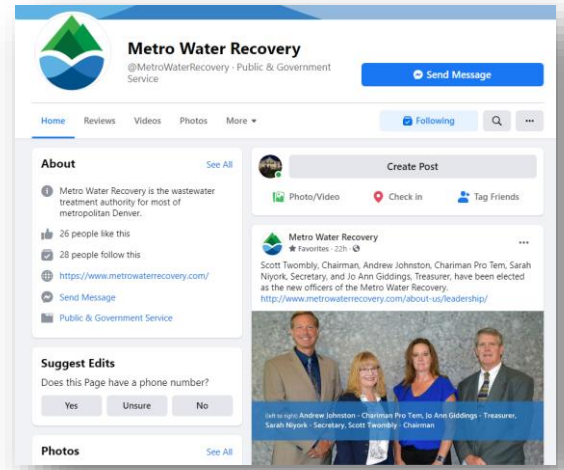 Metro Water Recovery
@MetroWaterRecovery · Public & Government
Service
Send Message
Home Reviews Videos Photos More
Following
About See All
Metro Water Recovery is the wastewater
treatment authority for most of
metropolitan Denver.
26 people like this
28 people follow this
https://www.metrowaterrecovery.com/
Send Message
Public & Government Service
Suggest Edits
Does this Page have a phone number?
Yes Unsure No
Photos See All
Create Post
Photo/Video Check in Tag Friends
Metro Water Recovery
Favorites · 22h ·
Scott Twombly, Chairman, Andrew Johnston, Chariman Pro Tem, Sarah
Niyork, Secretary, and Jo Ann Giddings, Treasurer, have been elected
as the new officers of the Metro Water Recovery.
http://www.metrowaterrecovery.com/about-us/leadership/
(left to right) Andrew Johnston - Chariman Pro Tem, Jo Ann Giddings - Treasurer,
Sarah Niyork - Secretary, Scott Twombly - Chairman